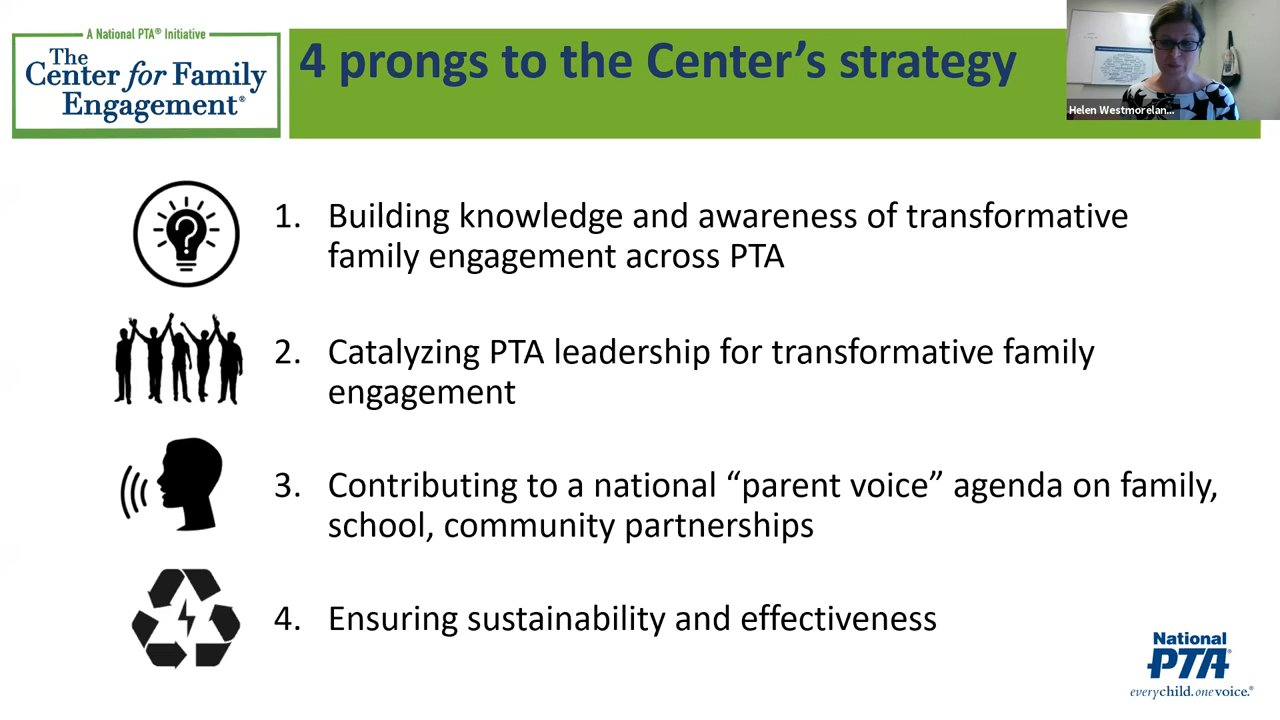 A National PTA® Initiative
The
Center for Family
Engagement®
4 prongs to the Center’s strategy
Helen Westmorelan...
1. Building knowledge and awareness of transformative
family engagement across PTA
2. Catalyzing PTA leadership for transformative family
engagement
3. Contributing to a national “parent voice” agenda on family,
school, community partnerships
4. Ensuring sustainability and effectiveness
National
PTA®
everychild.onevoice.®